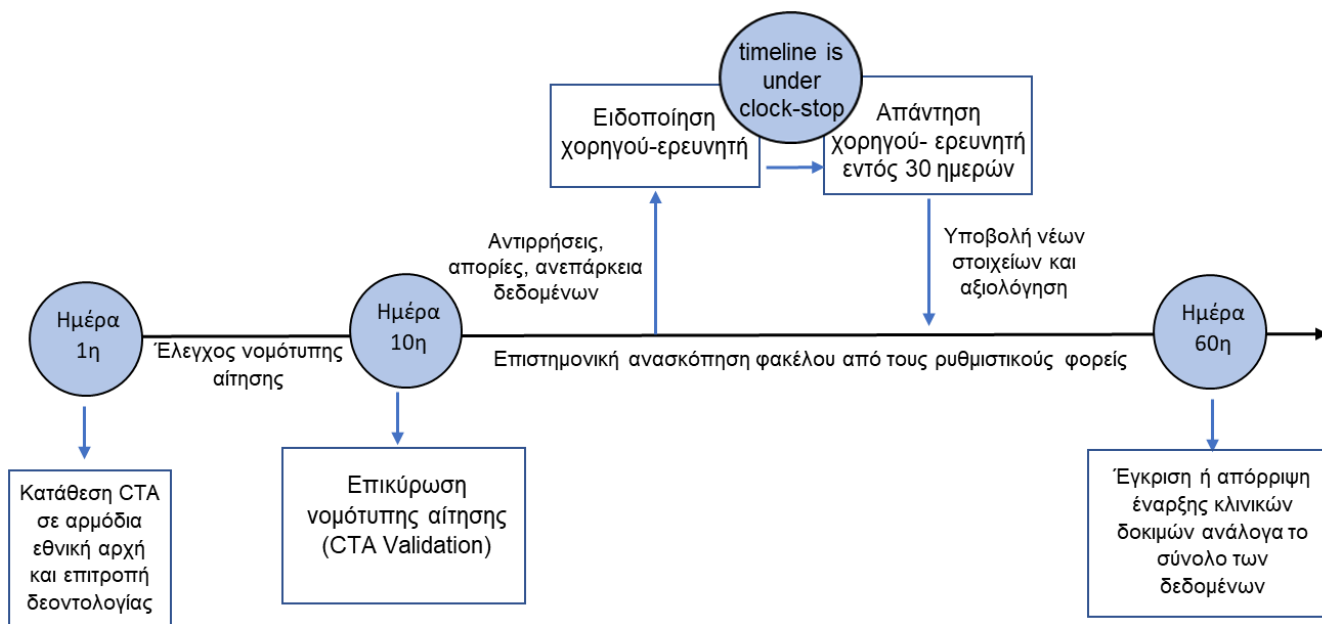 timeline is
under
clock-stop
Ειδοποίηση
χορηγού-ερευνητή
Απάντηση
χορηγού- ερευνητή
εντός 30 ημερών
Αντιρρήσεις,
απορίες, ανεπάρκεια
δεδομένων
Υποβολή νέων
στοιχείων και
αξιολόγηση
Ημέρα
1η
Έλεγχος νομότυπης
αίτησης
Ημέρα
10η
Επιστημονική ανασκόπηση φακέλου από τους ρυθμιστικούς φορείς
Ημέρα
60η
Κατάθεση CTA
σε αρμόδια
εθνική αρχή
και επιτροπή
δεοντολογίας
Επικύρωση
νομότυπης αίτησης
(CTA Validation)
Έγκριση ή απόρριψη
έναρξης κλινικών
δοκιμών ανάλογα το
σύνολο των
δεδομένων